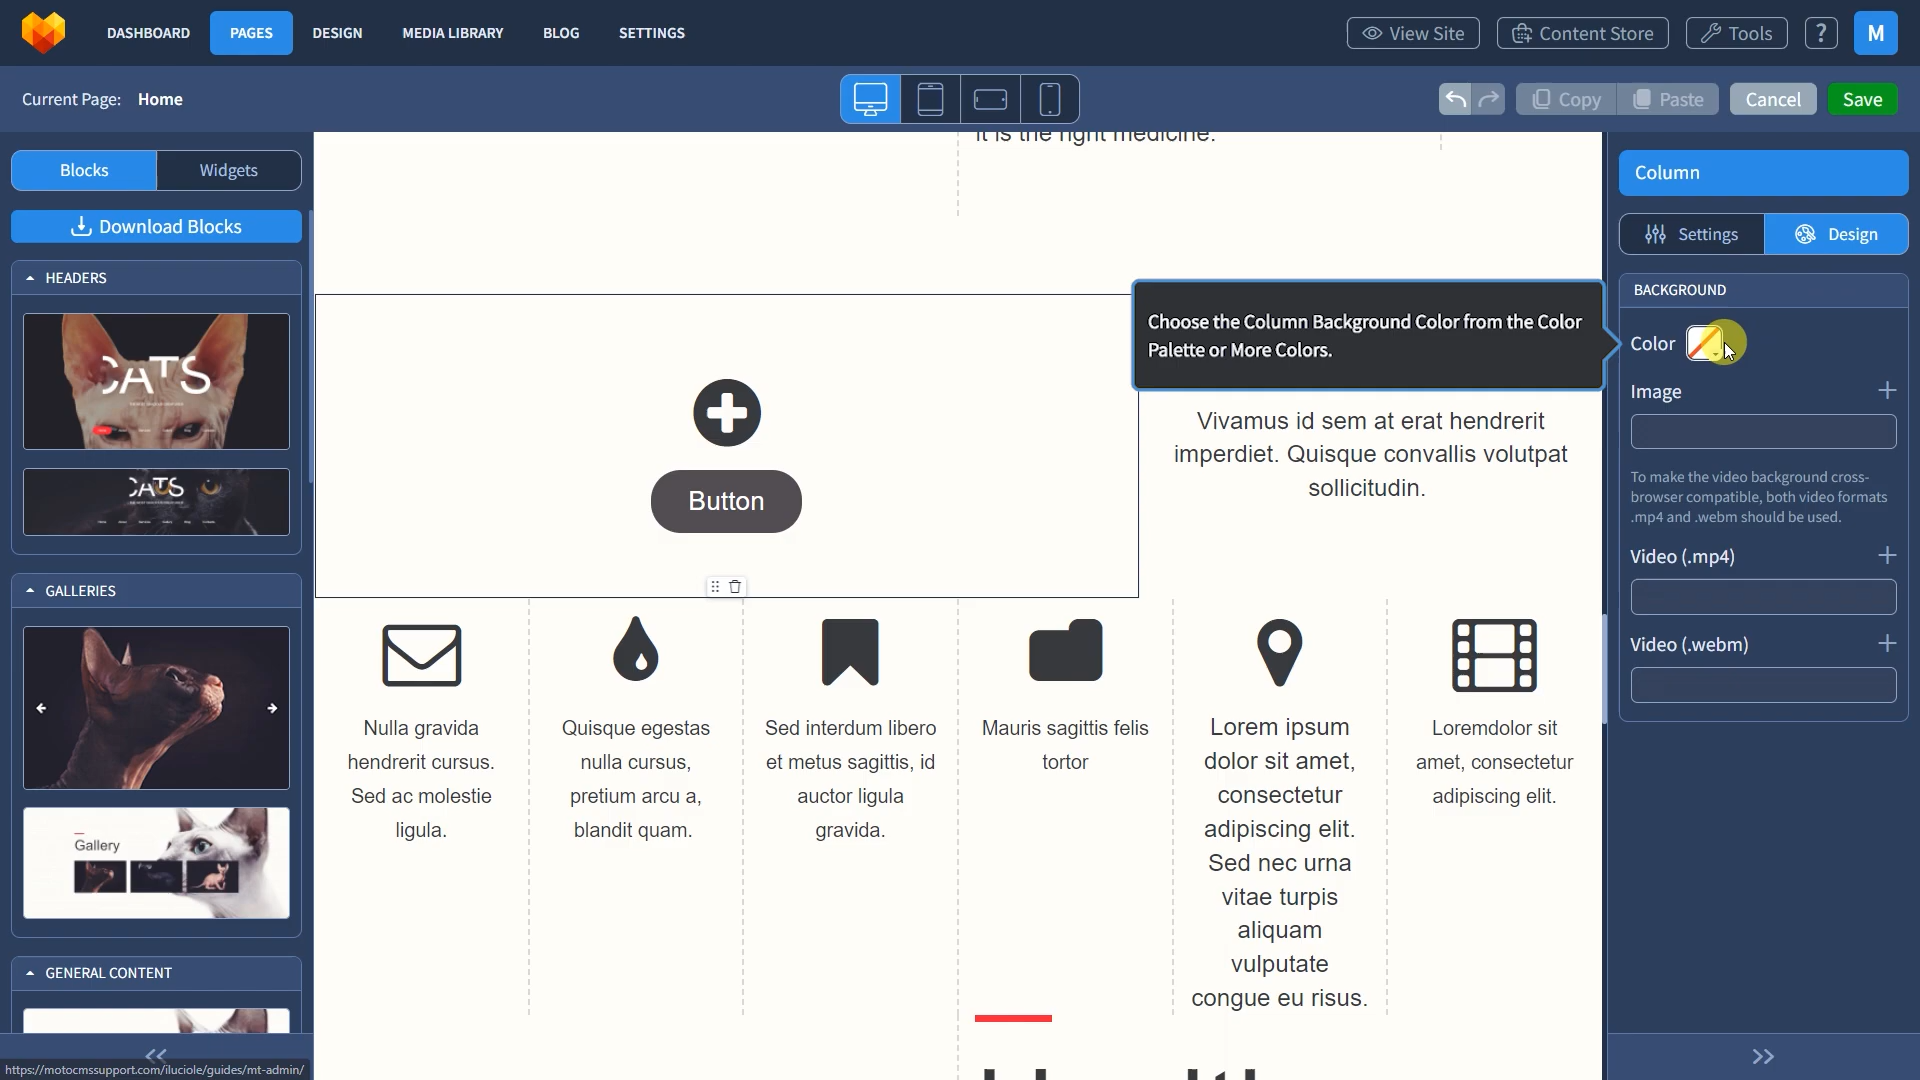 DASHBOARD
PAGES
DESIGN
MEDIA LIBRARY
BLOG
SETTINGS
View Site
Content Store
Tools
?
M
Current Page: Home
Copy
Paste
Cancel
Save
Blocks
Widgets
Download Blocks
HEADERS
CATS
CATS
GALLERIES
Gallery
GENERAL CONTENT
https://motocmssupport.com/iluciole/guides/mt-admin/
it is the right medicine.
Button
Choose the Column Background Color from the Color
Palette or More Colors.
Vivamus id sem at erat hendrerit
imperdiet. Quisque convallis volutpat
sollicitudin.
Nulla gravida
hendrerit cursus.
Sed ac molestie
ligula.
Quisque egestas
nulla cursus,
pretium arcu a,
blandit quam.
Sed interdum libero
et metus sagittis, id
auctor ligula
gravida.
Mauris sagittis felis
tortor
Lorem ipsum
dolor sit amet,
consectetur
adipiscing elit.
Sed nec urna
vitae turpis
aliquam
vulputate
congue eu risus.
Loremdolor sit
amet, consectetur
adipiscing elit.
Column
Settings
Design
BACKGROUND
Color
Image
To make the video background cross-
browser compatible, both video formats
.mp4 and .webm should be used.
Video (.mp4)
Video (.webm)